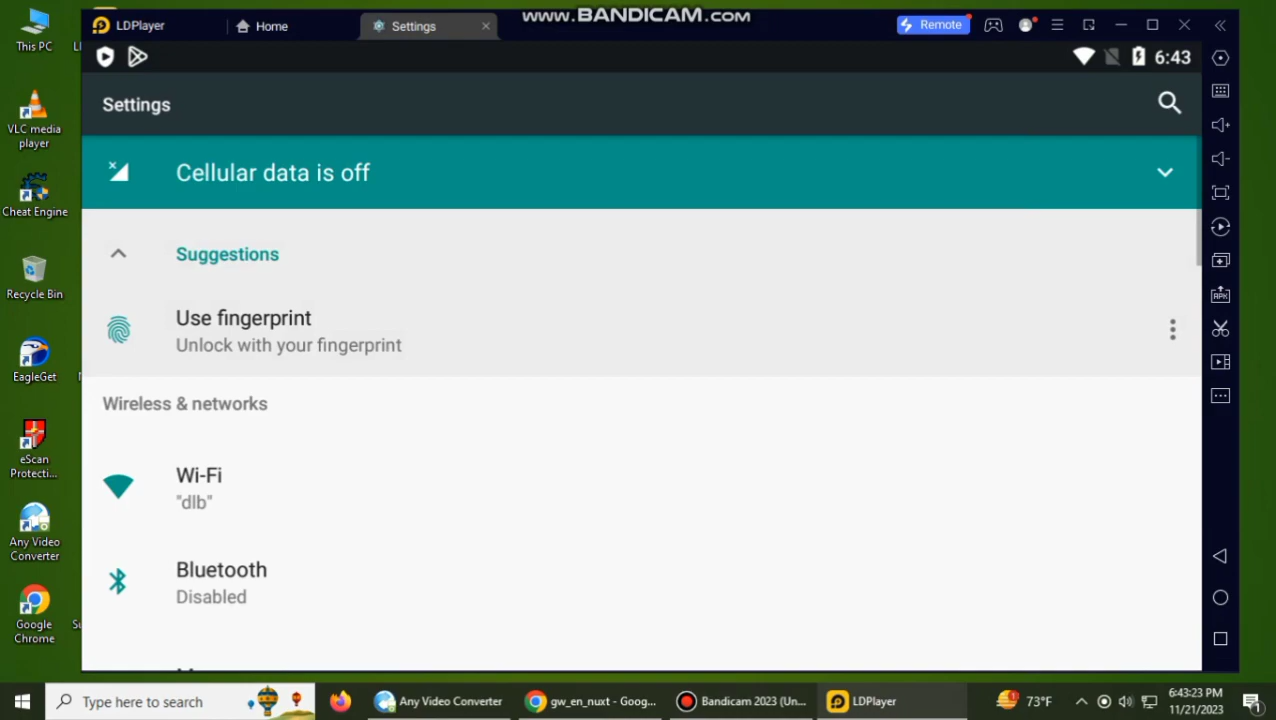 www.BANDICAM.com
This PC
LDPlayer
Home
Settings
Remote
6:43
Settings
Cellular data is off
VLC media
player
Cheat Engine
Suggestions
Recycle Bin
Use fingerprint
Unlock with your fingerprint
APK
EagleGet
Wireless & networks
eScan
Protecti...
Wi-Fi
"dlb"
Any Video
Converter
Bluetooth
Disabled
Google
Chrome
Type here to search
Any Video Converter
gw_en_nuxt - Goog...
Bandicam 2023 (Un...
LDPlayer
1
73°F
6:43:23 PM
11/21/2023
1